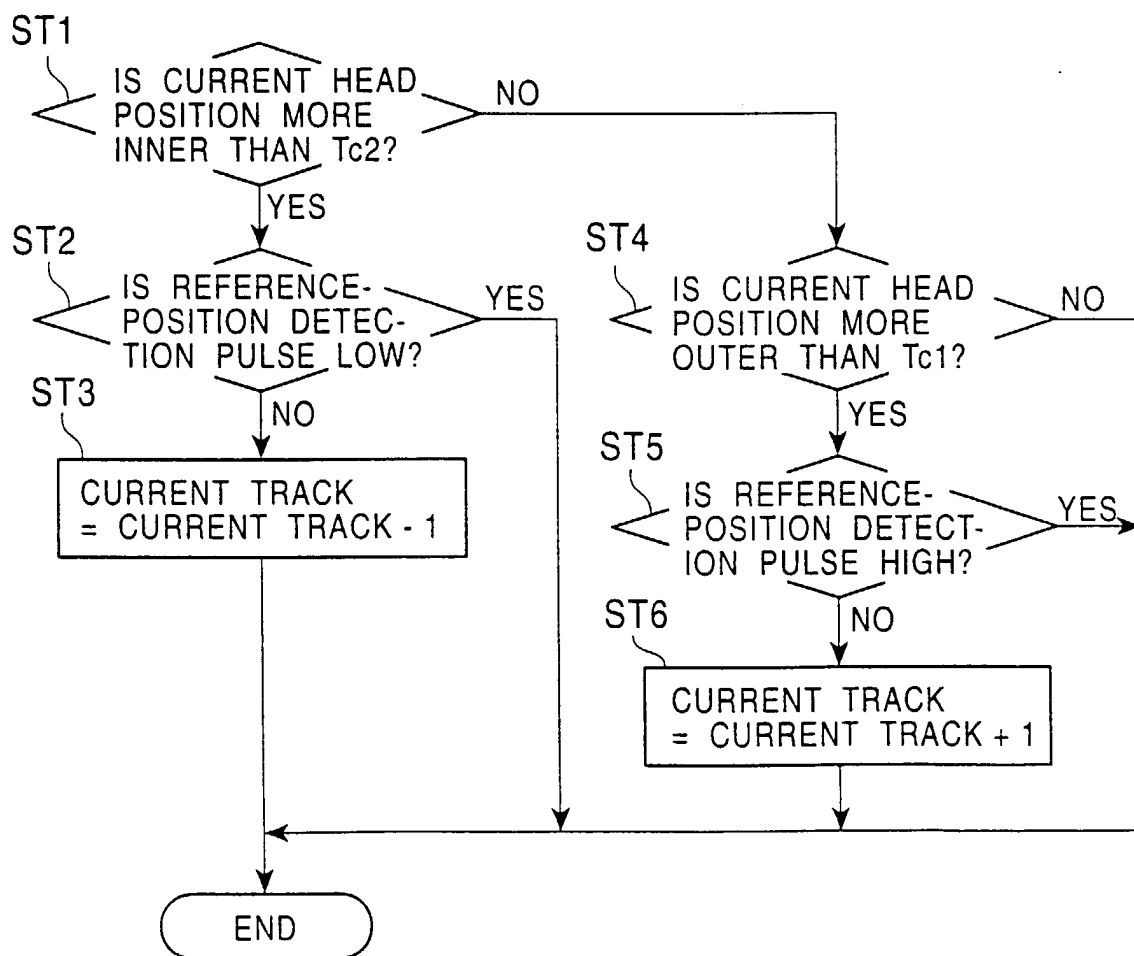 ST1
IS CURRENT HEAD
POSITION MORE
INNER THAN Tc2?
NO
YES
ST2
IS REFERENCE-
POSITION DETEC-
TION PULSE LOW?
YES
NO
ST3
CURRENT TRACK
= CURRENT TRACK - 1
ST4
IS CURRENT HEAD
POSITION MORE
OUTER THAN Tc1?
NO
YES
ST5
IS REFERENCE-
POSITION DETECT-
ION PULSE HIGH?
YES
NO
ST6
CURRENT TRACK
= CURRENT TRACK + 1
END